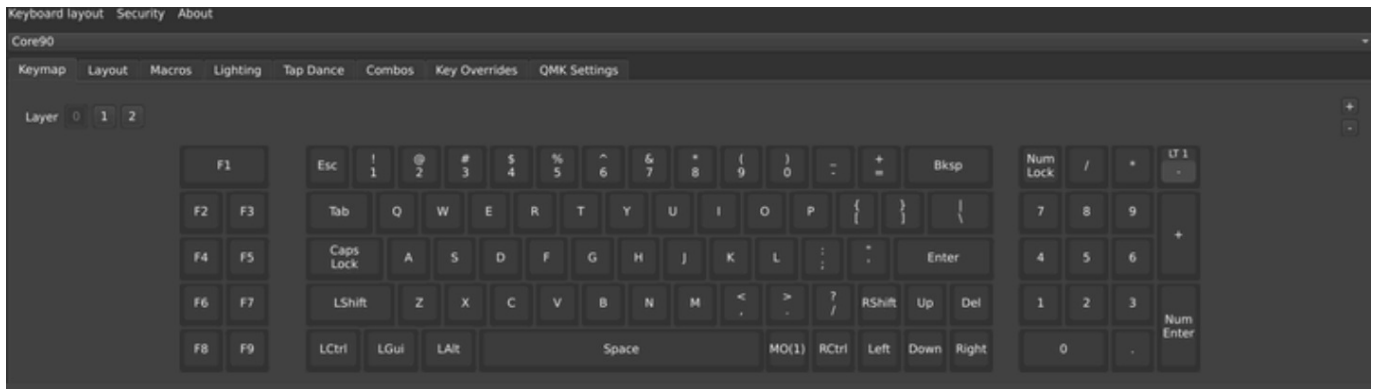 Keyboard layout Security About
Core90
Keymap Layout Macros Lighting Tap Dance Combos Key Overrides QMK Settings
+
Layer 0 1 2
-
F1 Esc ! 1 @ 2 # 3 $ 4 % 5 ^ 6 & 7 * 8 ( 9 ) 0 _ - + = Bksp Num Lock / * LT 1 -
F2 F3 Tab Q W E R T Y U I O P { [ } ] | \ 7 8 9 +
F4 F5 Caps Lock A S D F G H J K L : ; " ' Enter 4 5 6
F6 F7 LShift Z X C V B N M < , > . ? / RShift Up Del 1 2 3 Num Enter
F8 F9 LCtrl LGui LAlt Space MO(1) RCtrl Left Down Right 0 .